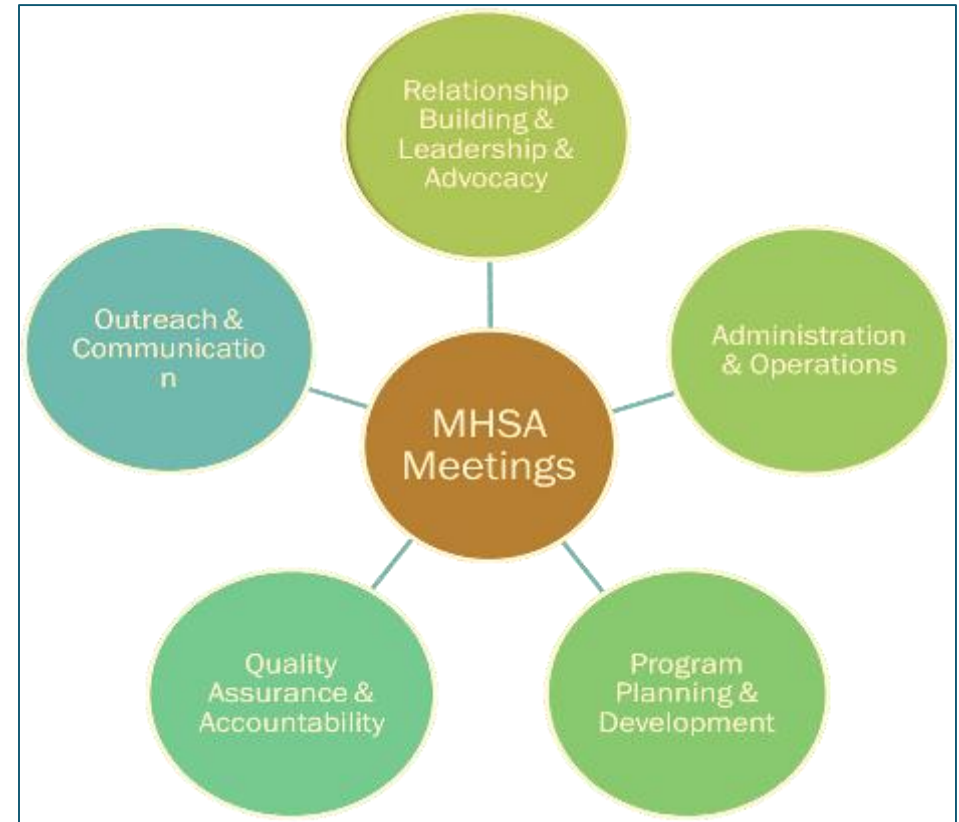 Relationship
Building &
Leadership &
Advocacy
Outreach &
Communicatio
n
Administration
& Operations
MHSA
Meetings
Quality
Assurance &
Accountability
Program
Planning &
Development